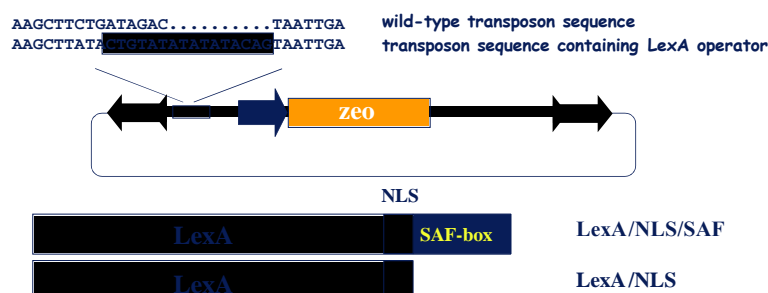 AAGCTTCTGATAGAC..........TAATTGA wild-type transposon sequence
AAGCTTATACTGTATATATATACAGTAATTGA transposon sequence containing LexA operator
zeo
NLS
LexA SAF-box LexA/NLS/SAF
LexA LexA/NLS